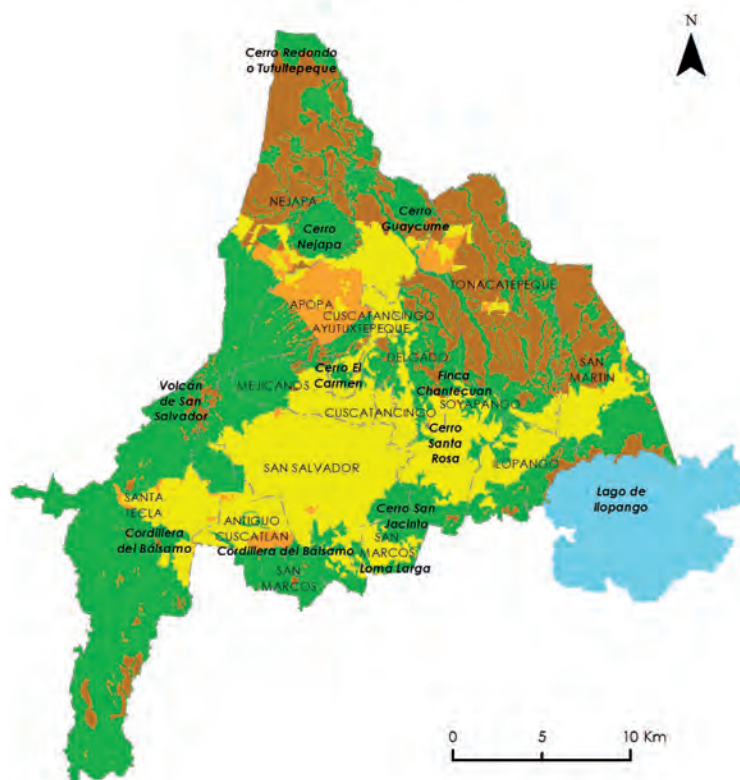 N
Cerro Redondo
o Tutultepeque
NEJAPA
Cerro
Nejapa
Cerro
Guaycume
TONACATEPEQUE
APOPA
CUSCATANCINGO
AYUTUXTEPEQUE
DELGADO
SAN
MARTIN
Cerro El
Carmen
Finca
Chantecuan
Volcán
de San
Salvador
MEJICANOS
SOYAPANGO
CUSCATANCINGO
Cerro
Santa
Rosa
SAN SALVADOR
ILOPANGO
Lago de
Ilopango
SANTA
TECLA
Cerro San
Jacinto
ANTIGUO
CUSCATLAN
Cordillera
del Bálsamo
Cordillera del Bálsamo
SAN
MARCOS
Loma Larga
SAN
MARCOS
0 5 10 Km